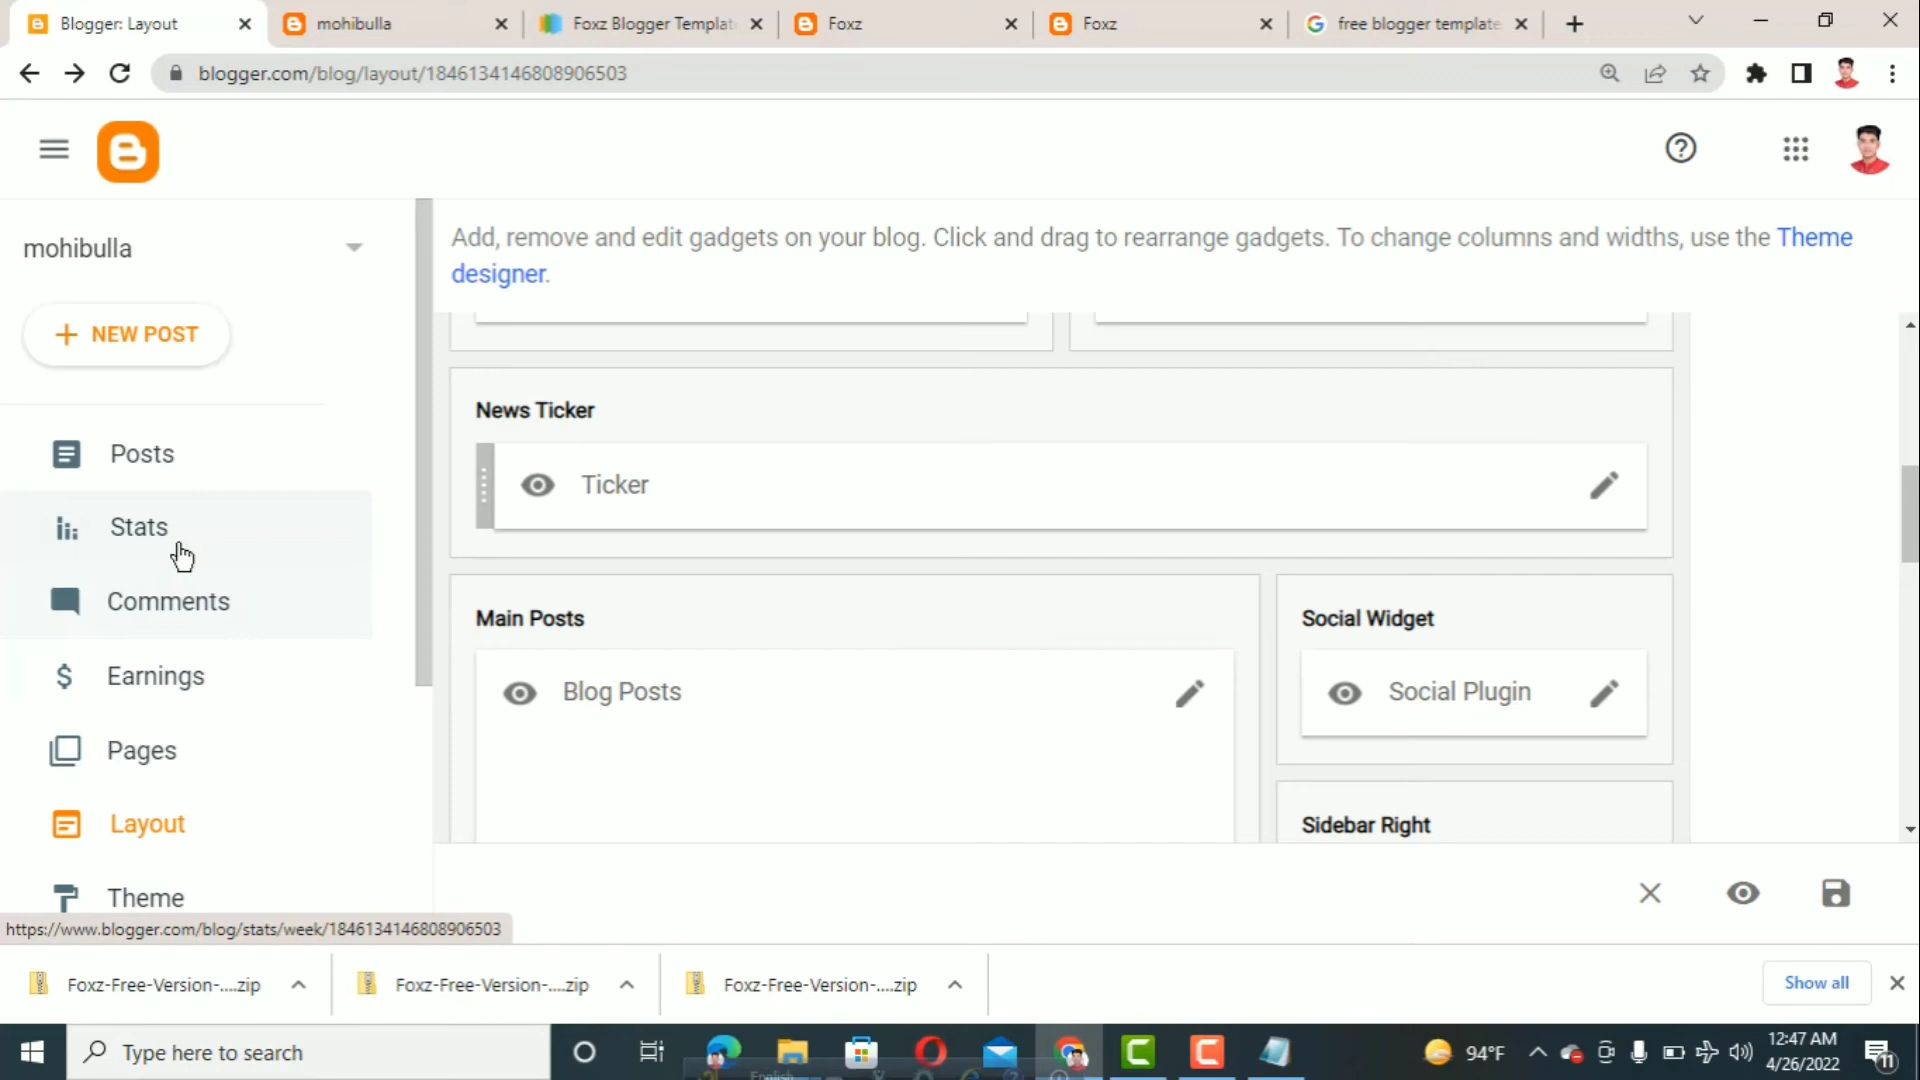 Blogger: Layout
mohibulla
Foxz Blogger Templat
Foxz
Foxz
free blogger template
blogger.com/blog/layout/1846134146808906503
mohibulla
NEW POST
Posts
Stats
Comments
Earnings
Pages
Layout
Theme
https://www.blogger.com/blog/stats/week/1846134146808906503
Add, remove and edit gadgets on your blog. Click and drag to rearrange gadgets. To change columns and widths, use the Theme
designer.
News Ticker
Ticker
Main Posts
Blog Posts
Social Widget
Social Plugin
Sidebar Right
Foxz-Free-Version-....zip
Foxz-Free-Version-....zip
Foxz-Free-Version-....zip
Show all
Type here to search
English
94°F
12:47 AM
4/26/2022
11